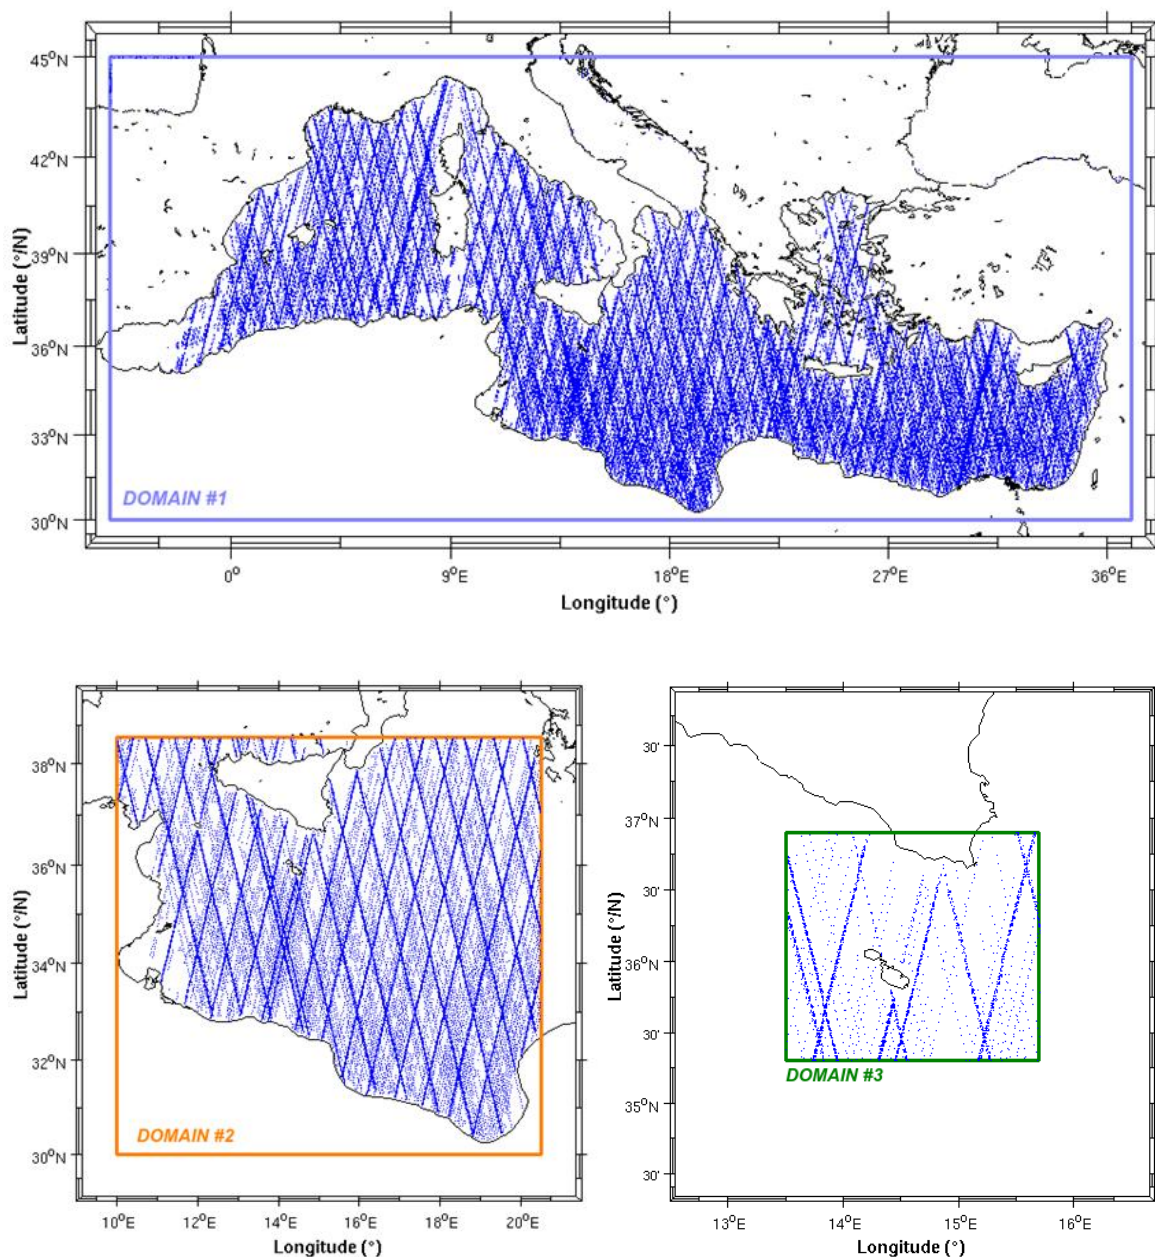 45°N
42°N
39°N
36°N
33°N
30°N
Latitude (°/N)
DOMAIN #1
0° 9°E 18° 27°E 36°E
Longitude (°)
38°N
36°N
34°N
32°N
30°N
Latitude (°/N)
DOMAIN #2
10°E 12°E 14°E 16°E 18°E 20°E
Longitude (°)
30'
37°N
30'
36°N
30'
35°N
30'
Latitude (°/N)
DOMAIN #3
13°E 14°E 15°E 16°E
Longitude (°)